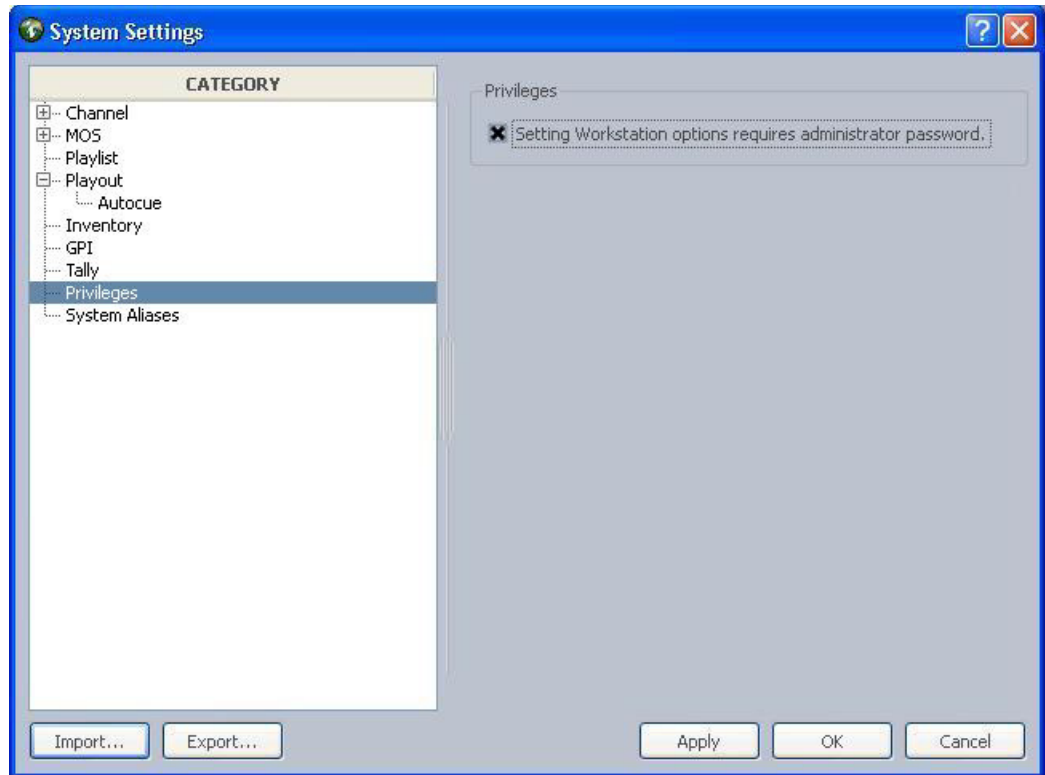 System Settings
CATEGORY
Channel
MOS
Playlist
Playout
Autocue
Inventory
GPI
Tally
Privileges
System Aliases
Privileges
Setting Workstation options requires administrator password.
Import...
Export...
Apply
OK
Cancel